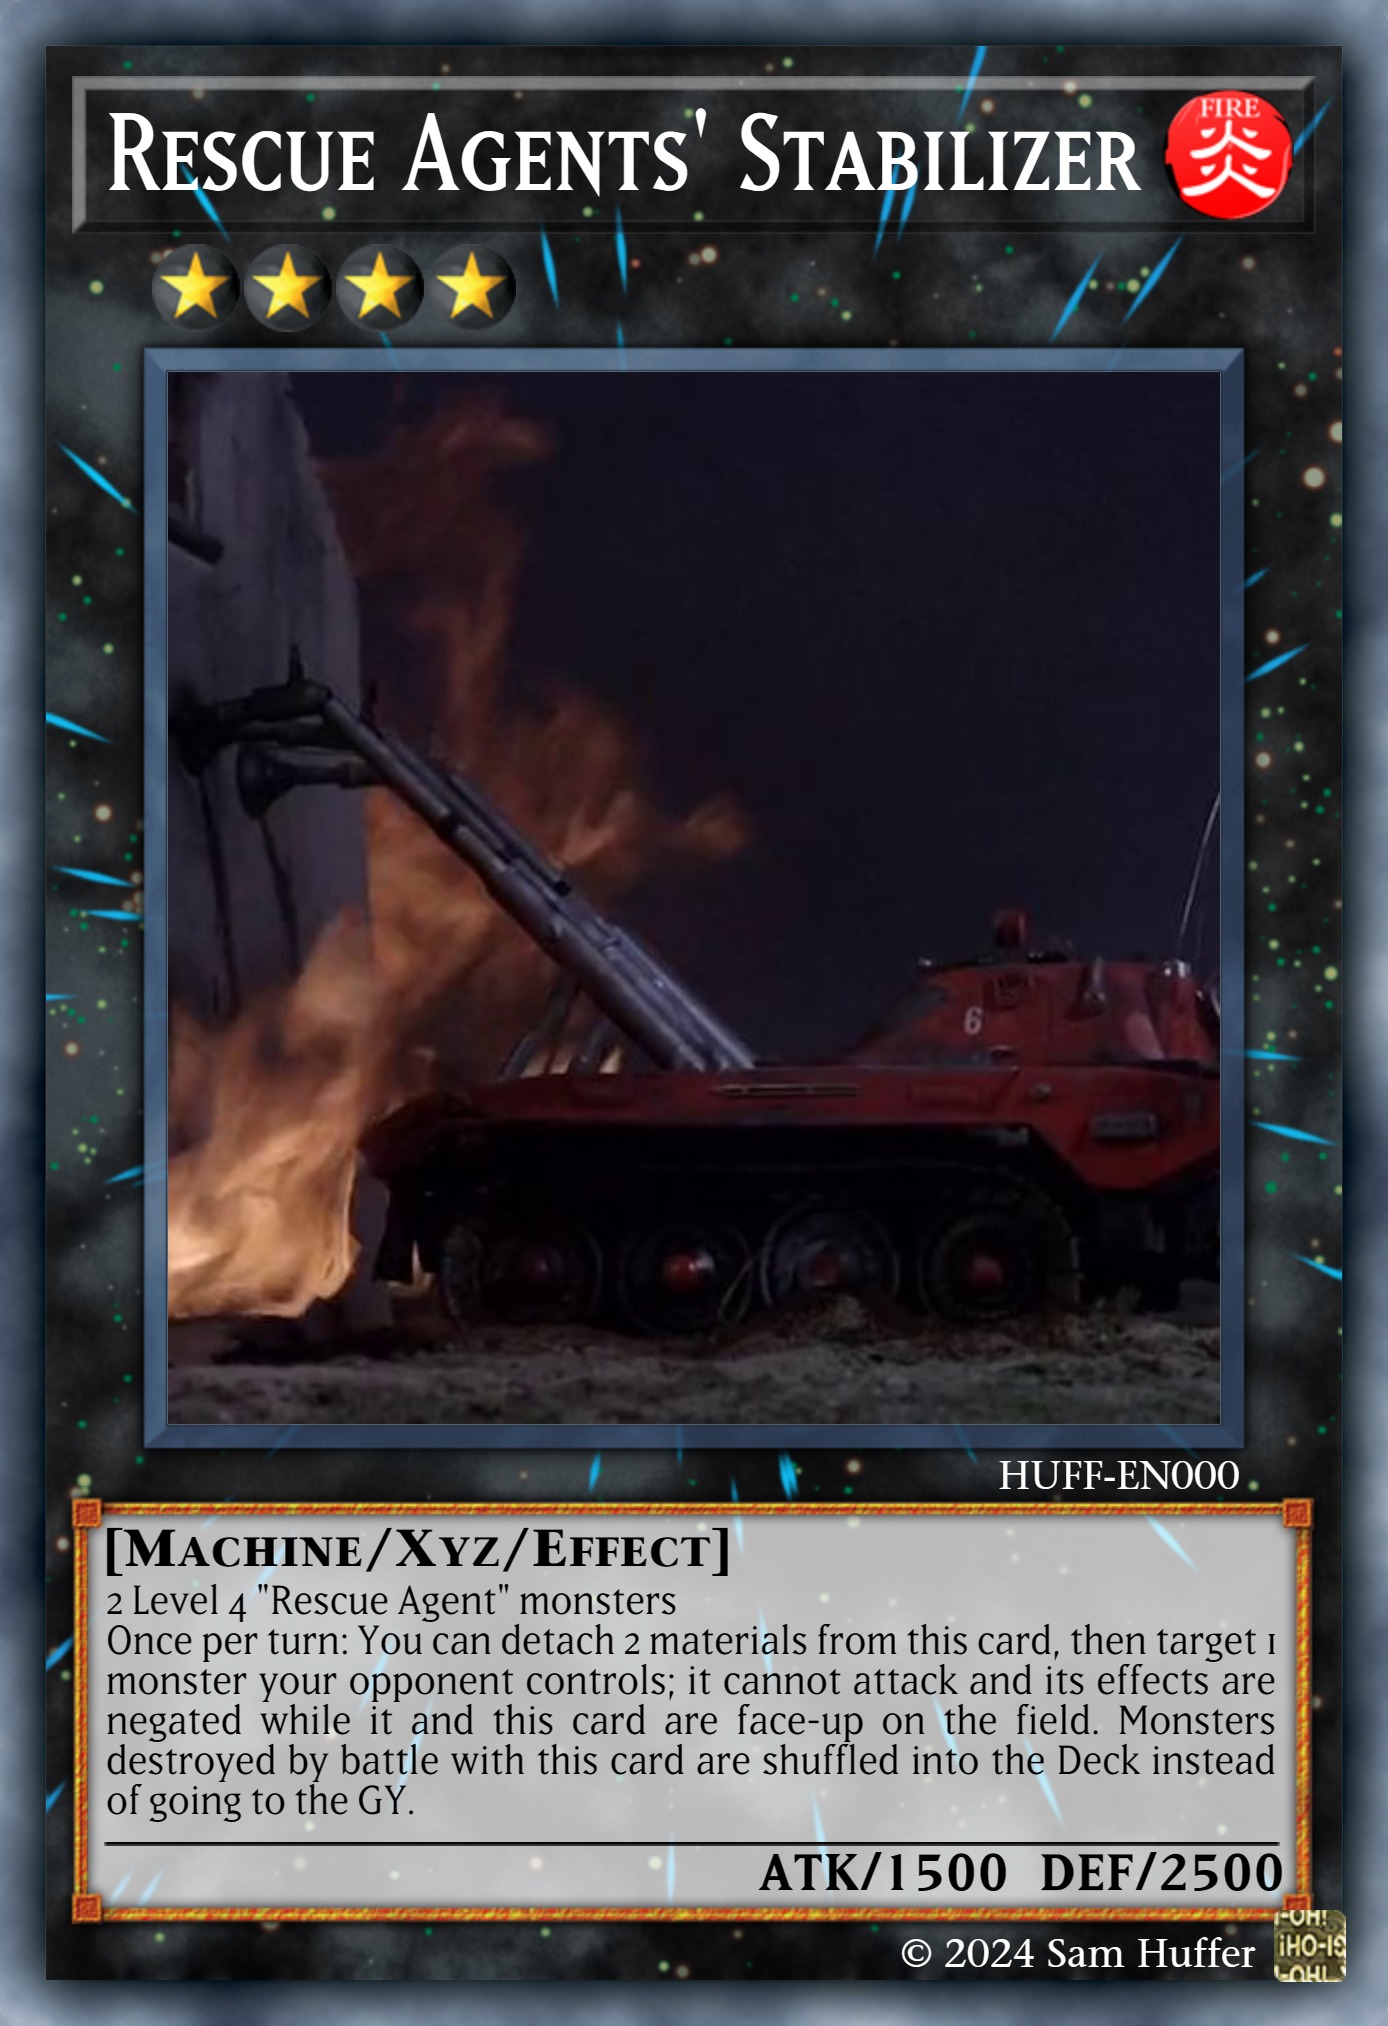 Rescue Agents' Stabilizer
FIRE
炎
6
HUFF-EN000
[Machine/Xyz/Effect]
2 Level 4 "Rescue Agent" monsters
Once per turn: You can detach 2 materials from this card, then target 1
monster your opponent controls; it cannot attack and its effects are
negated while it and this card are face-up on the field. Monsters
destroyed by battle with this card are shuffled into the Deck instead
of going to the GY.
ATK/1500 DEF/2500
© 2024 Sam Huffer
-OH!
iHO-IS
-OH!